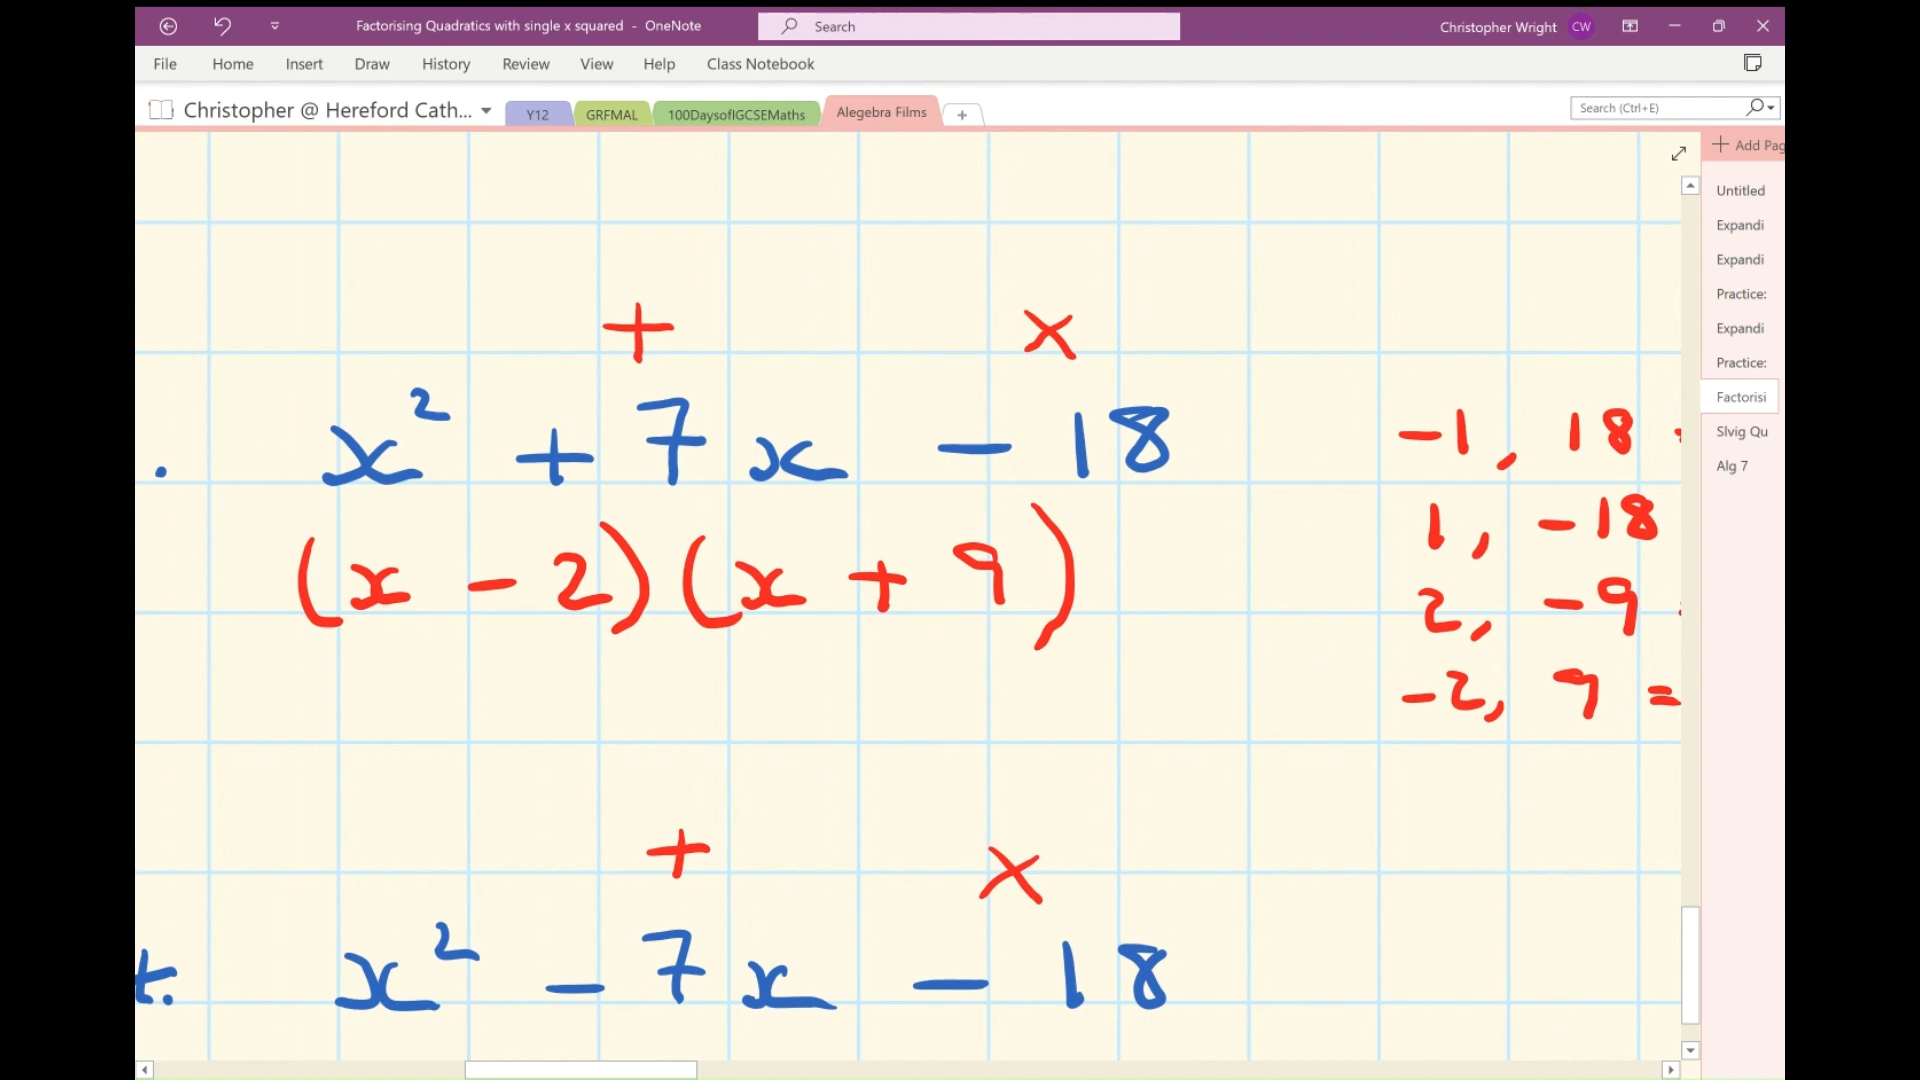 Factorising Quadratics with single x squared - OneNote
Search
Christopher Wright CW
File Home Insert Draw History Review View Help Class Notebook
Christopher @ Hereford Cath... Y12 GRFMAL 100DaysofIGCSEMaths Alegebra Films +
Search (Ctrl+E)
+ Add Pag
Untitled
Expandi
Expandi
Practice:
Expandi
Practice:
Factorisi
Slvig Qu
Alg 7
+ ×
. x² + 7x - 18
(x - 2)(x + 9)
-1, 18
1, -18
2, -9
-2, 9 =
+ ×
t. x² - 7x - 18